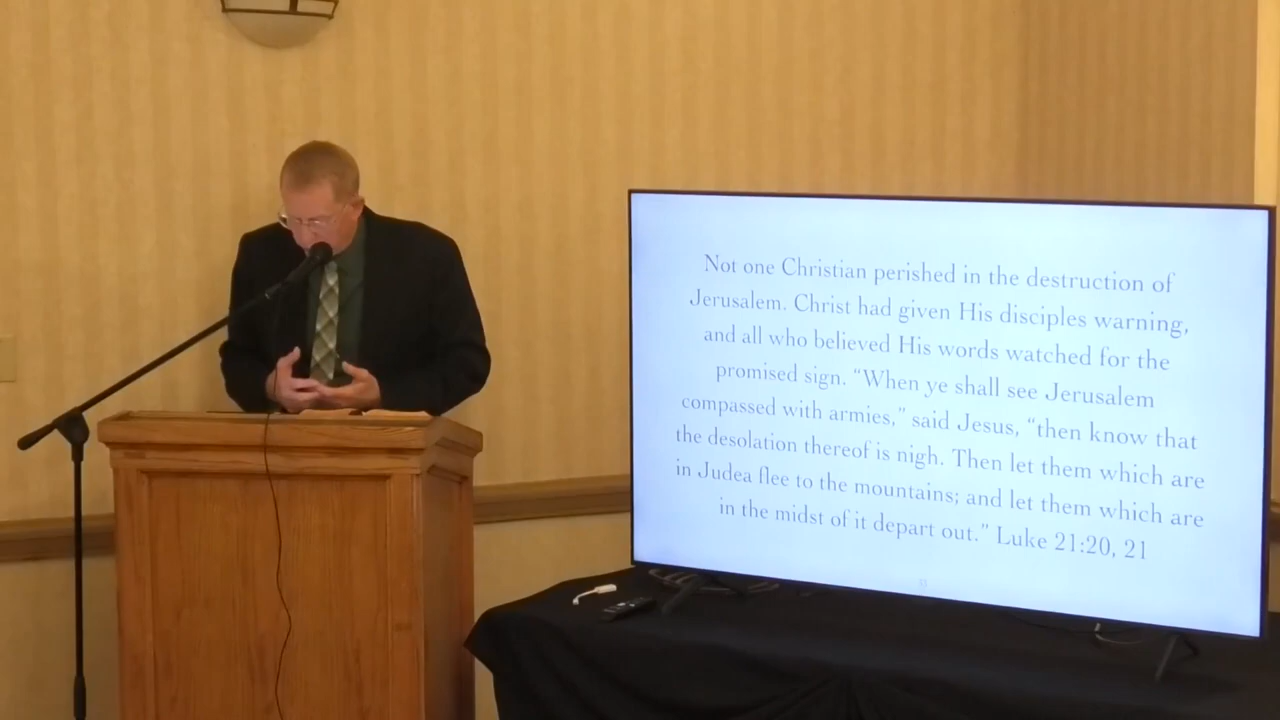 Not one Christian perished in the destruction of
Jerusalem. Christ had given His disciples warning,
and all who believed His words watched for the
promised sign. “When ye shall see Jerusalem
compassed with armies,” said Jesus, “then know that
the desolation thereof is nigh. Then let them which are
in Judea flee to the mountains; and let them which are
in the midst of it depart out.” Luke 21:20, 21